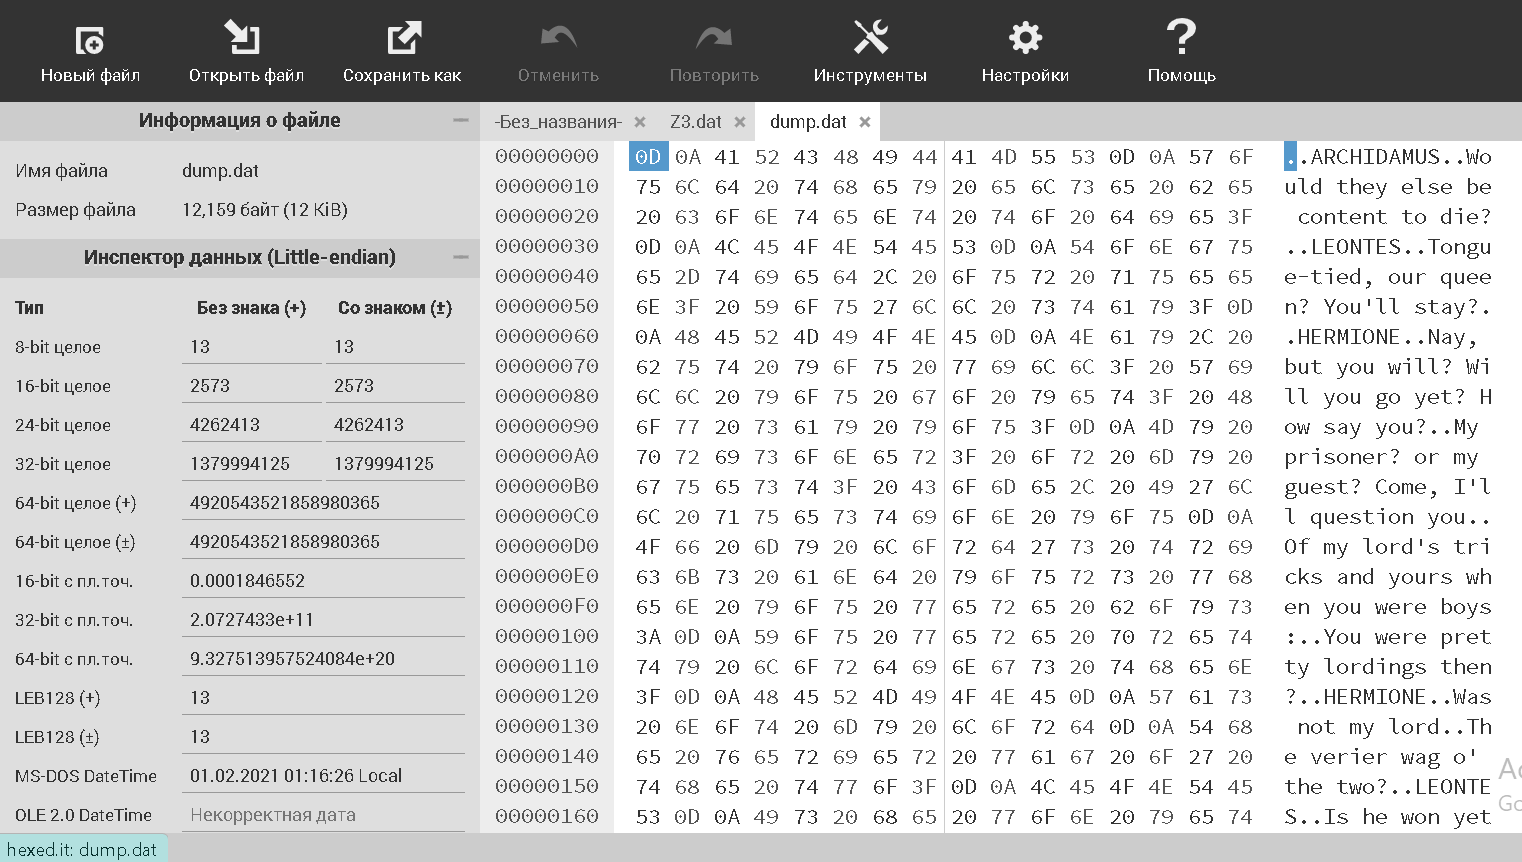 Новый файл Открыть файл Сохранить как Отменить Повторить Инструменты Настройки Помощь
Информация о файле
Имя файла dump.dat
Размер файла 12,159 байт (12 KiB)
Инспектор данных (Little-endian)
Тип Без знака (+) Со знаком (±)
8-bit целое 13 13
16-bit целое 2573 2573
24-bit целое 4262413 4262413
32-bit целое 1379994125 1379994125
64-bit целое (+) 4920543521858980365
64-bit целое (±) 4920543521858980365
16-bit с пл.точ. 0.0001846552
32-bit с пл.точ. 2.0727433e+11
64-bit с пл.точ. 9.327513957524084e+20
LEB128 (+) 13
LEB128 (±) 13
MS-DOS DateTime 01.02.2021 01:16:26 Local
OLE 2.0 DateTime Некорректная дата
hexed.it: dump.dat
-Без_названия- Z3.dat dump.dat
00000000 0D 0A 41 52 43 48 49 44 41 4D 55 53 0D 0A 57 6F ..ARCHIDAMUS..Wo
00000010 75 6C 64 20 74 68 65 79 20 65 6C 73 65 20 62 65 uld they else be
00000020 20 63 6F 6E 74 65 6E 74 20 74 6F 20 64 69 65 3F content to die?
00000030 0D 0A 4C 45 4F 4E 54 45 53 0D 0A 54 6F 6E 67 75 ..LEONTES..Tongu
00000040 65 2D 74 69 65 64 2C 20 6F 75 72 20 71 75 65 65 e-tied, our quee
00000050 6E 3F 20 59 6F 75 27 6C 6C 20 73 74 61 79 3F 0D n? You'll stay?.
00000060 0A 48 45 52 4D 49 4F 4E 45 0D 0A 4E 61 79 2C 20 .HERMIONE..Nay,
00000070 62 75 74 20 79 6F 75 20 77 69 6C 6C 3F 20 57 69 but you will? Wi
00000080 6C 6C 20 79 6F 75 20 67 6F 20 79 65 74 3F 20 48 ll you go yet? H
00000090 6F 77 20 73 61 79 20 79 6F 75 3F 0D 0A 4D 79 20 ow say you?..My
000000A0 70 72 69 73 6F 6E 65 72 3F 20 6F 72 20 6D 79 20 prisoner? or my
000000B0 67 75 65 73 74 3F 20 43 6F 6D 65 2C 20 49 27 6C guest? Come, I'l
000000C0 6C 20 71 75 65 73 74 69 6F 6E 20 79 6F 75 0D 0A l question you..
000000D0 4F 66 20 6D 79 20 6C 6F 72 64 27 73 20 74 72 69 Of my lord's tri
000000E0 63 6B 73 20 61 6E 64 20 79 6F 75 72 73 20 77 68 cks and yours wh
000000F0 65 6E 20 79 6F 75 20 77 65 72 65 20 62 6F 79 73 en you were boys
00000100 3A 0D 0A 59 6F 75 20 77 65 72 65 20 70 72 65 74 :..You were pret
00000110 74 79 20 6C 6F 72 64 69 6E 67 73 20 74 68 65 6E ty lordings then
00000120 3F 0D 0A 48 45 52 4D 49 4F 4E 45 0D 0A 57 61 73 ?..HERMIONE..Was
00000130 20 6E 6F 74 20 6D 79 20 6C 6F 72 64 0D 0A 54 68 not my lord..Th
00000140 65 20 76 65 72 69 65 72 20 77 61 67 20 6F 27 20 e verier wag o'
00000150 74 68 65 20 74 77 6F 3F 0D 0A 4C 45 4F 4E 54 45 the two?..LEONTE
00000160 53 0D 0A 49 73 20 68 65 20 77 6F 6E 20 79 65 74 S..Is he won yet